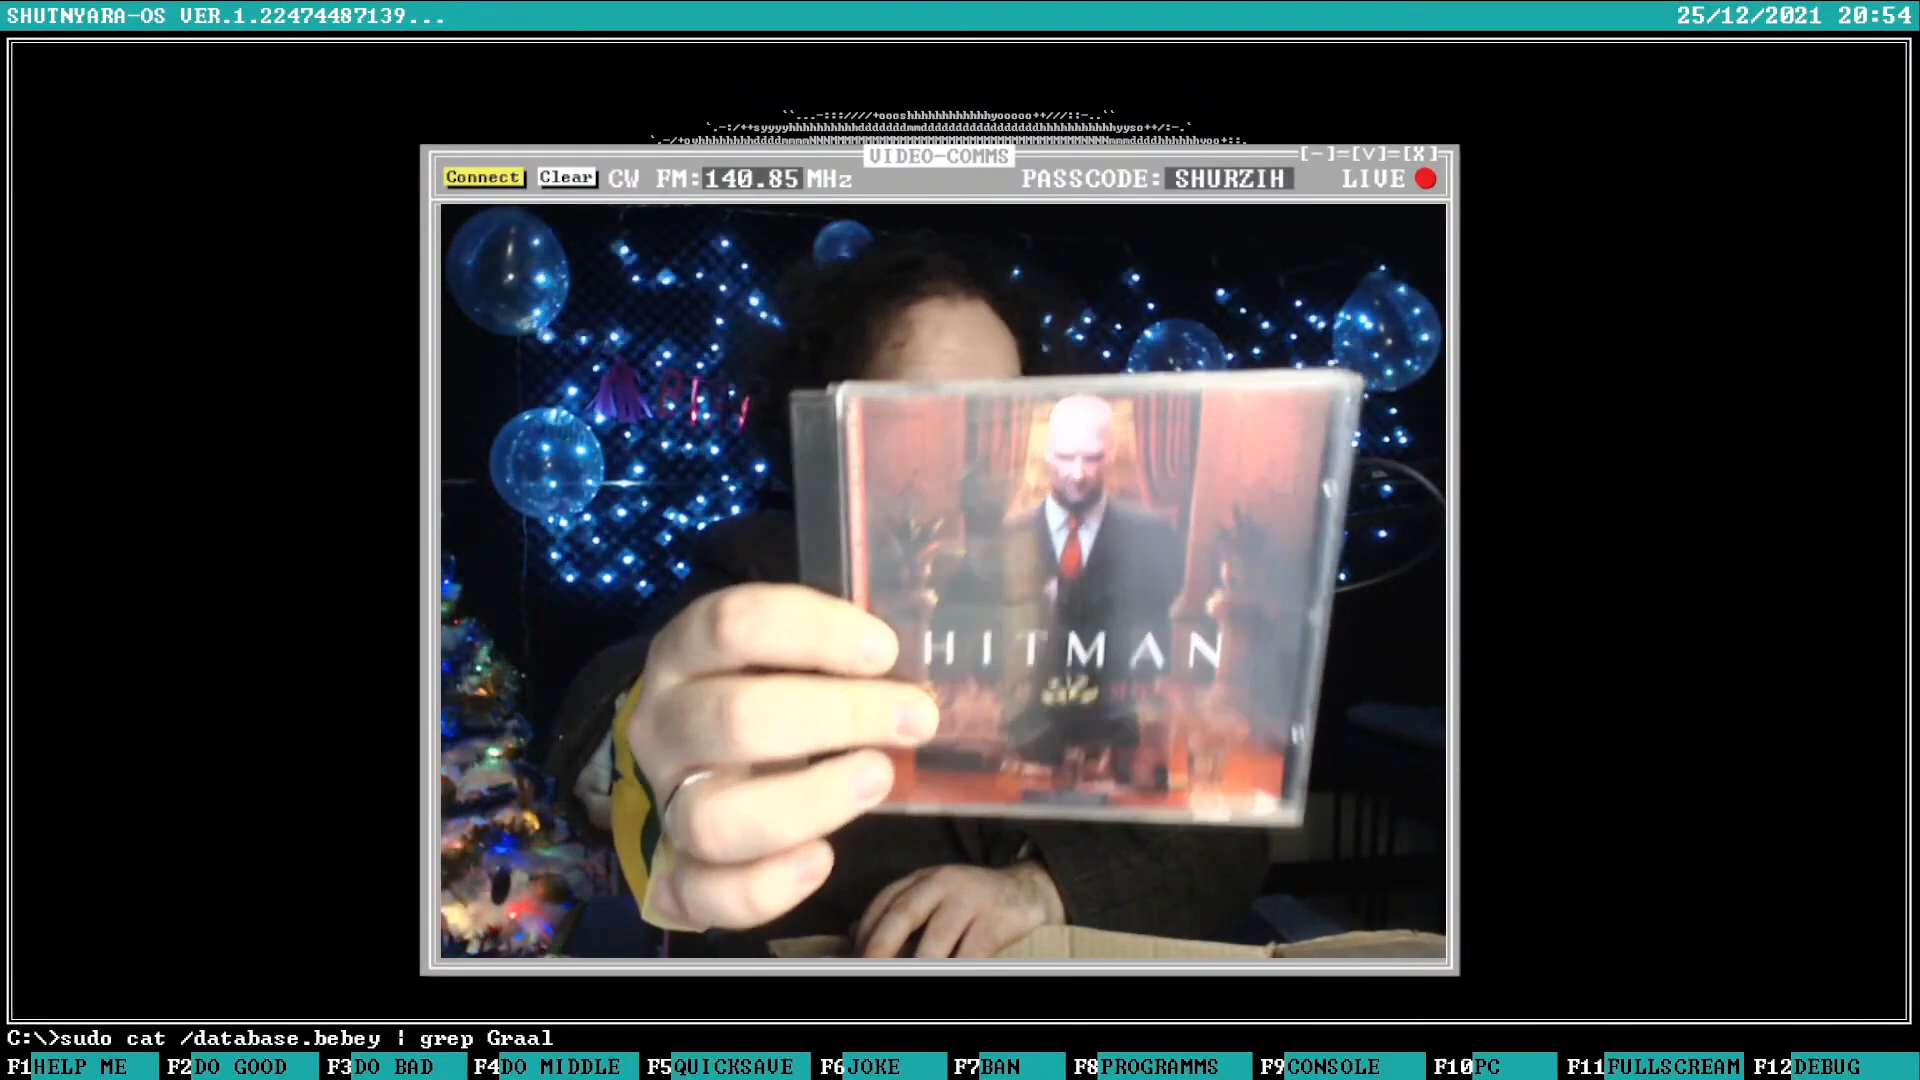 SHUTNYARA-OS VER.1.22474487139...
25/12/2021 20:54
VIDEO-COMMS
[-]=[V]=[X]
Connect Clear CW FM:140.85 MHz PASSCODE: SHURZIH LIVE
HITMAN
C:\>sudo cat /database.bebey | grep Graal
F1HELP ME F2DO GOOD F3DO BAD F4DO MIDDLE F5QUICKSAVE F6JOKE F7BAN F8PROGRAMMS F9CONSOLE F10PC F11FULLSCREAM F12DEBUG